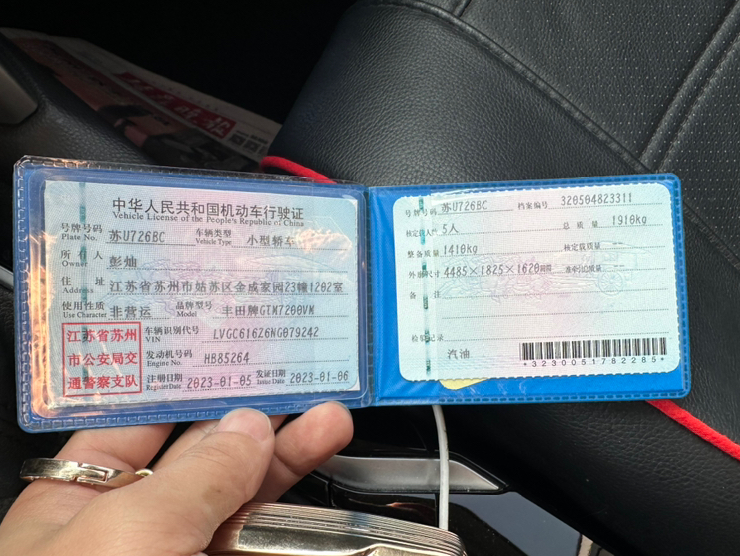 中华人民共和国机动车行驶证
Vehicle License of the People's Republic of China
号牌号码 苏U726BC 车辆类型 小型轿车
Plate No. Vehicle Type
所有人 彭灿
Owner
住址 江苏省苏州市姑苏区金成家园23幢1202室
Address
使用性质 非营运 品牌型号 丰田牌GTM7200VM
Use Character Model
江苏省苏州
市公安局交
通警察支队
车辆识别代号 LVGC616Z6NG079242
VIN
发动机号码 HB85264
Engine No.
注册日期 2023-01-05 发证日期 2023-01-06
Register Date Issue Date
号牌号码 苏U726BC 档案编号 320504823311
核定载人数 5人 总质量 1910kg
整备质量 1410kg 核定载质量 --
外廓尺寸 4485×1825×1620mm 准牵引总质量 --
备注
检验记录
汽油
*3230051782285*